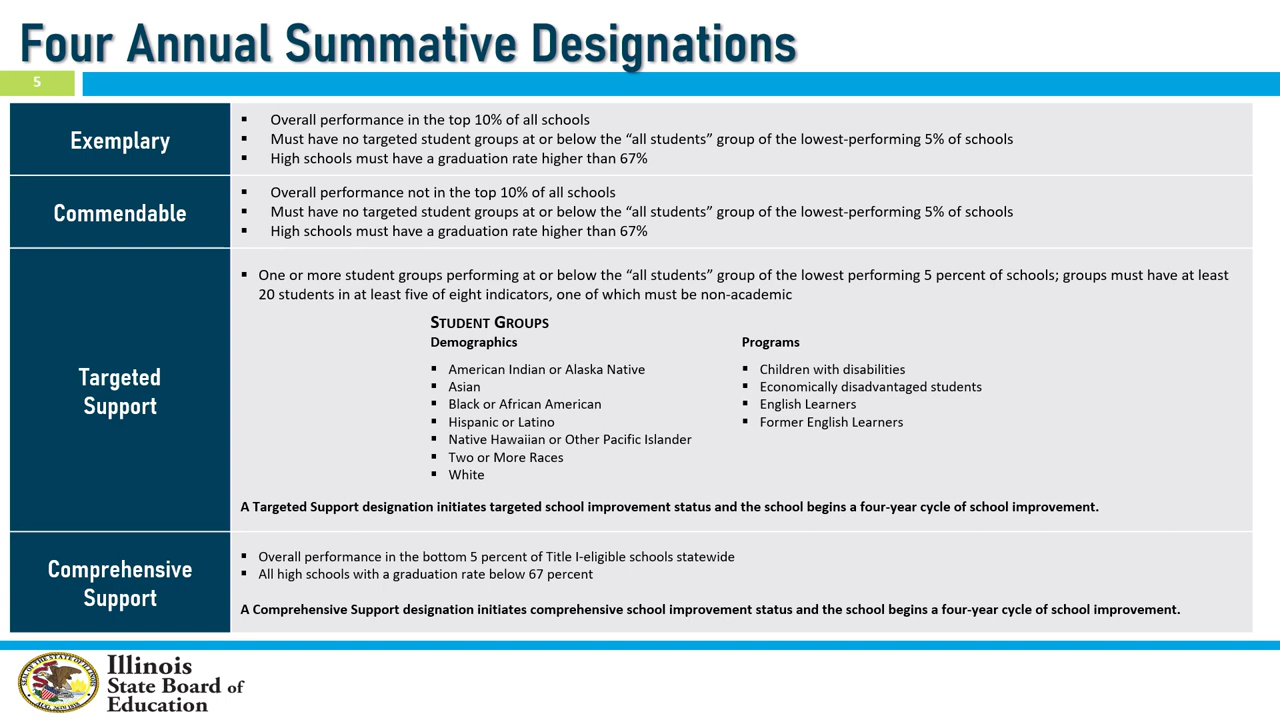 Four Annual Summative Designations
5
Exemplary
▪ Overall performance in the top 10% of all schools
▪ Must have no targeted student groups at or below the “all students” group of the lowest-performing 5% of schools
▪ High schools must have a graduation rate higher than 67%
Commendable
▪ Overall performance not in the top 10% of all schools
▪ Must have no targeted student groups at or below the “all students” group of the lowest-performing 5% of schools
▪ High schools must have a graduation rate higher than 67%
Targeted
Support
▪ One or more student groups performing at or below the “all students” group of the lowest performing 5 percent of schools; groups must have at least
20 students in at least five of eight indicators, one of which must be non-academic
STUDENT GROUPS
Demographics
▪ American Indian or Alaska Native
▪ Asian
▪ Black or African American
▪ Hispanic or Latino
▪ Native Hawaiian or Other Pacific Islander
▪ Two or More Races
▪ White
Programs
▪ Children with disabilities
▪ Economically disadvantaged students
▪ English Learners
▪ Former English Learners
A Targeted Support designation initiates targeted school improvement status and the school begins a four-year cycle of school improvement.
Comprehensive
Support
▪ Overall performance in the bottom 5 percent of Title I-eligible schools statewide
▪ All high schools with a graduation rate below 67 percent
A Comprehensive Support designation initiates comprehensive school improvement status and the school begins a four-year cycle of school improvement.
SEAL OF THE STATE OF ILLINOIS
AUG. 26TH 1818
Illinois
State Board of
Education